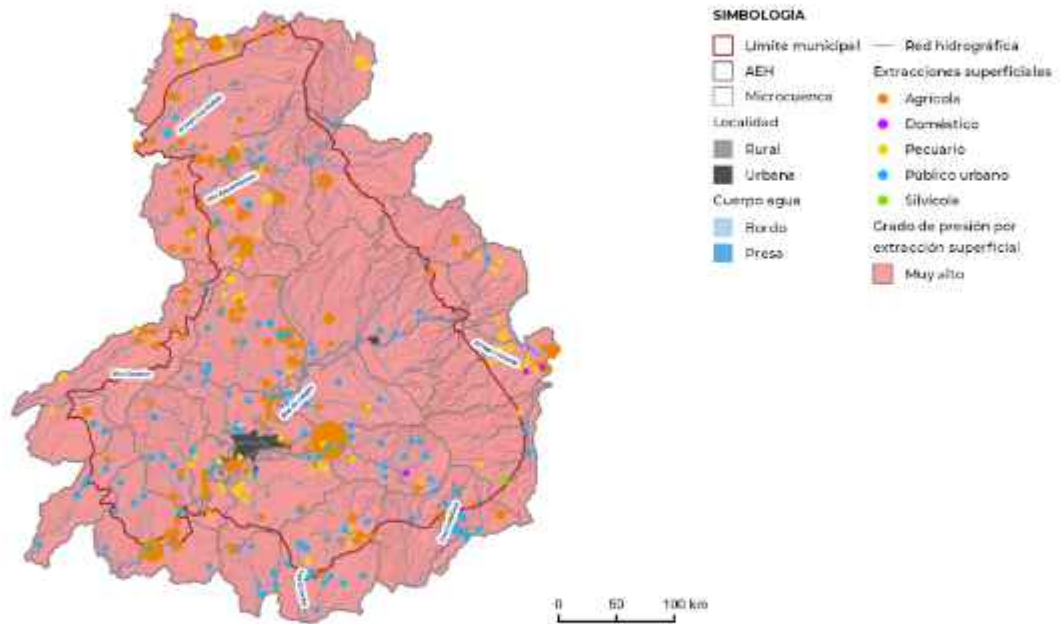 SIMBOLOGÍA
Límite municipal
AEH
Microcuenca
Localidad
Rural
Urbana
Cuerpo agua
Bordo
Presa
Red hidrográfica
Extracciones superficiales
Agrícola
Doméstico
Pecuario
Público urbano
Silvícola
Grado de presión por
extracción superficial
Muy alto
0 50 100 km